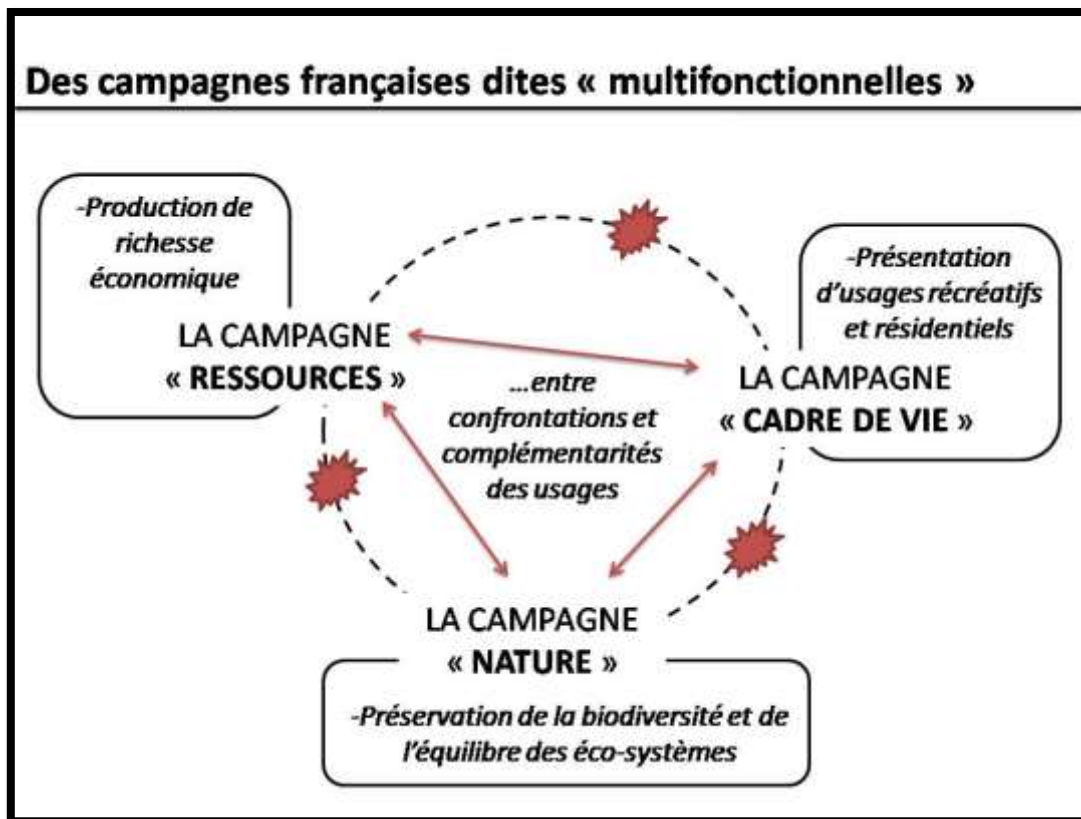 Des campagnes françaises dites « multifonctionnelles »
-Production de
richesse
économique
LA CAMPAGNE
« RESSOURCES »
-Présentation
d'usages récréatifs
et résidentiels
LA CAMPAGNE
« CADRE DE VIE »
...entre
confrontations et
complémentarités
des usages
LA CAMPAGNE
« NATURE »
-Préservation de la biodiversité et de
l'équilibre des éco-systèmes